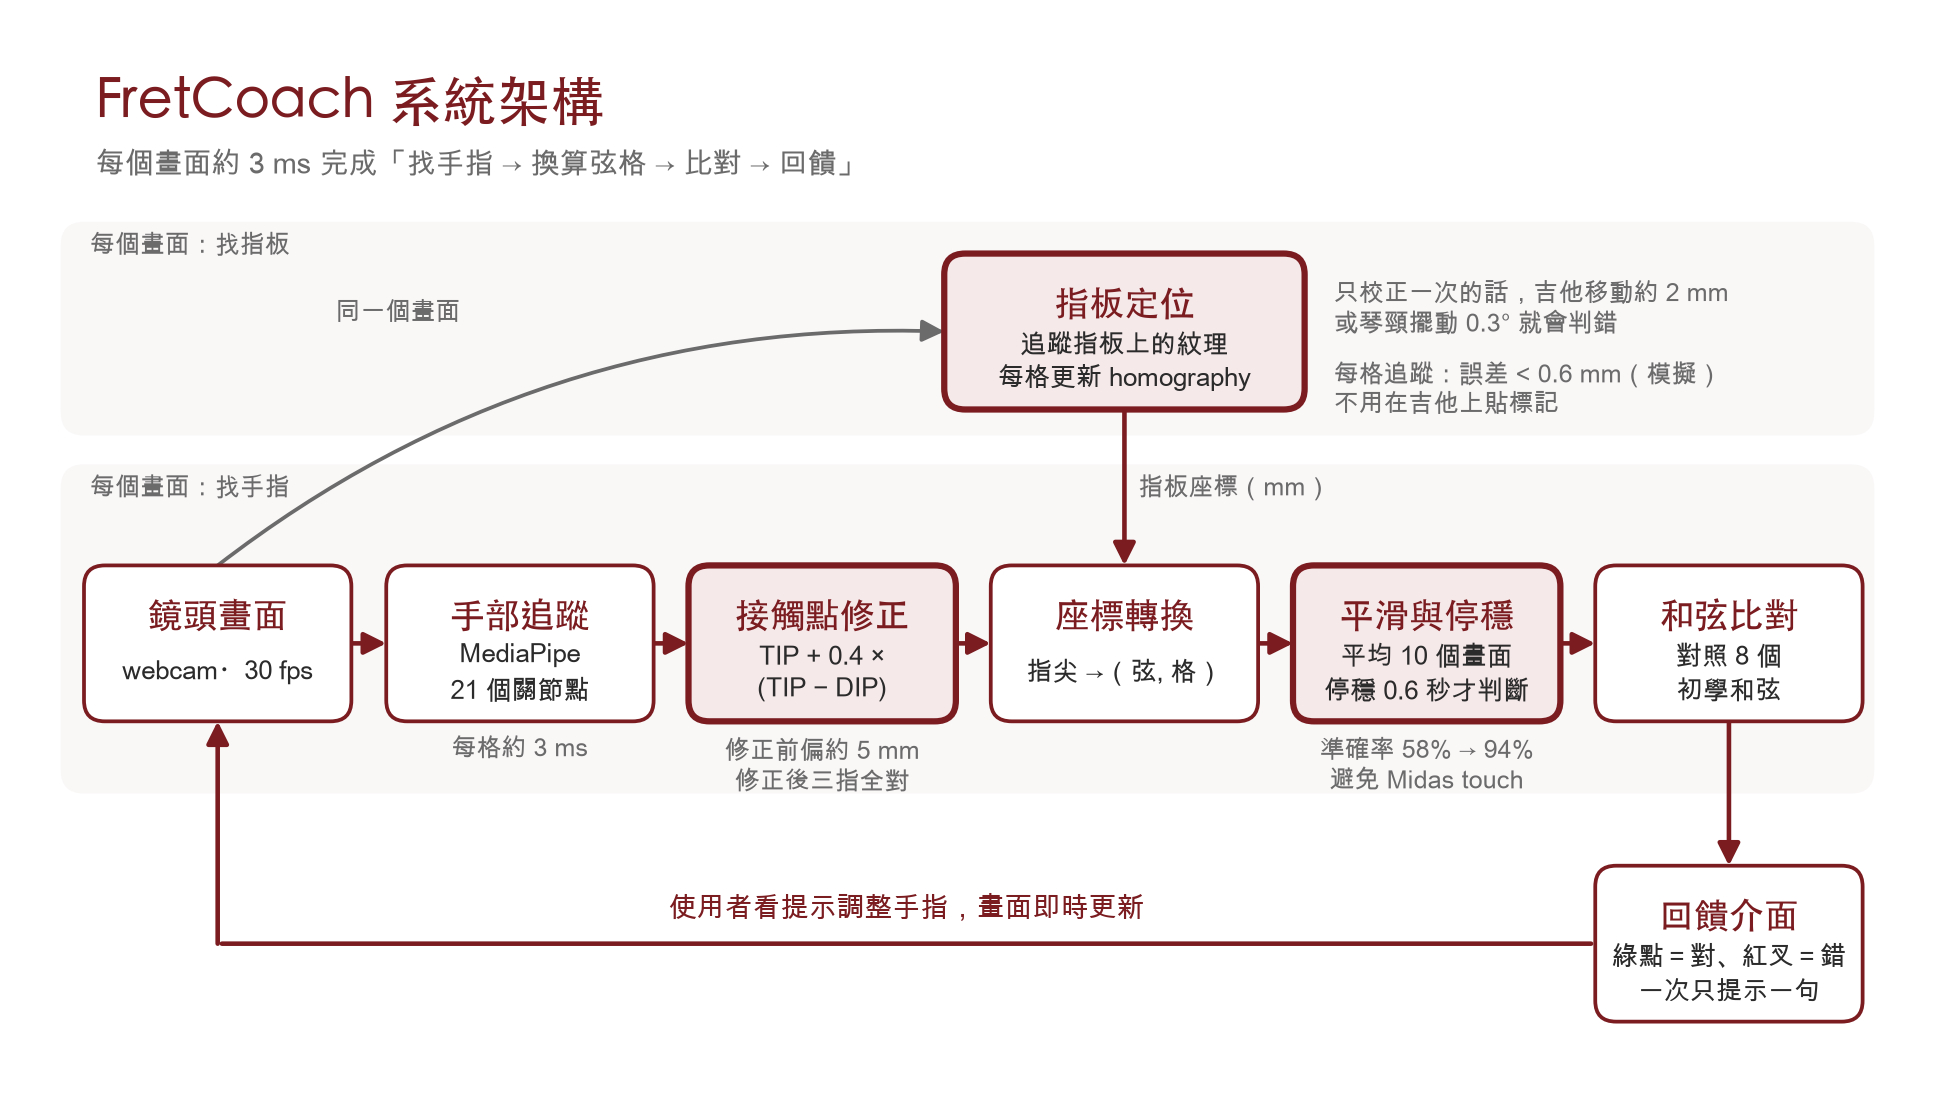 FretCoach 系統架構
每個畫面約 3 ms 完成「找手指 → 換算弦格 → 比對 → 回饋」
每個畫面：找指板
同一個畫面
指板定位
追蹤指板上的紋理
每格更新 homography
只校正一次的話，吉他移動約 2 mm
或琴頸擺動 0.3° 就會判錯
每格追蹤：誤差 < 0.6 mm（模擬）
不用在吉他上貼標記
每個畫面：找手指
指板座標（mm）
鏡頭畫面
webcam· 30 fps
手部追蹤
MediaPipe
21 個關節點
每格約 3 ms
接觸點修正
TIP + 0.4 ×
(TIP − DIP)
修正前偏約 5 mm
修正後三指全對
座標轉換
指尖 →（弦, 格）
平滑與停穩
平均 10 個畫面
停穩 0.6 秒才判斷
準確率 58% → 94%
避免 Midas touch
和弦比對
對照 8 個
初學和弦
使用者看提示調整手指，畫面即時更新
回饋介面
綠點 = 對、紅叉 = 錯
一次只提示一句